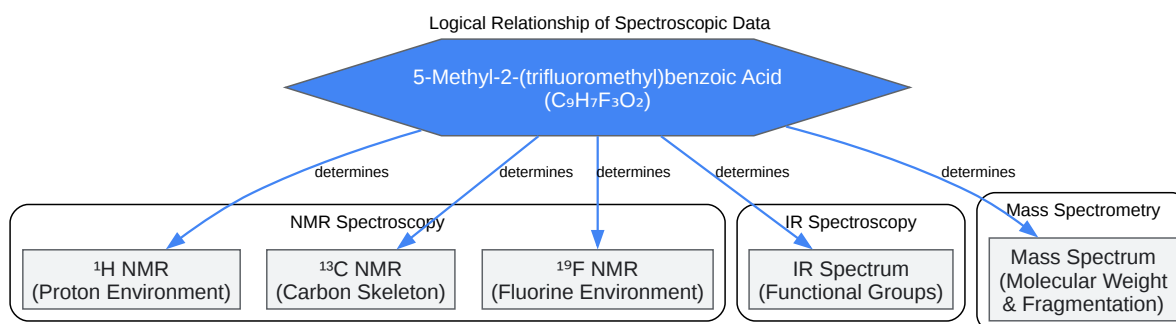 Logical Relationship of Spectroscopic Data
5-Methyl-2-(trifluoromethyl)benzoic Acid
(C₉H₇F₃O₂)
determines
determines
determines
determines
determines
NMR Spectroscopy
IR Spectroscopy
Mass Spectrometry
¹H NMR
(Proton Environment)
¹³C NMR
(Carbon Skeleton)
¹⁹F NMR
(Fluorine Environment)
IR Spectrum
(Functional Groups)
Mass Spectrum
(Molecular Weight
& Fragmentation)